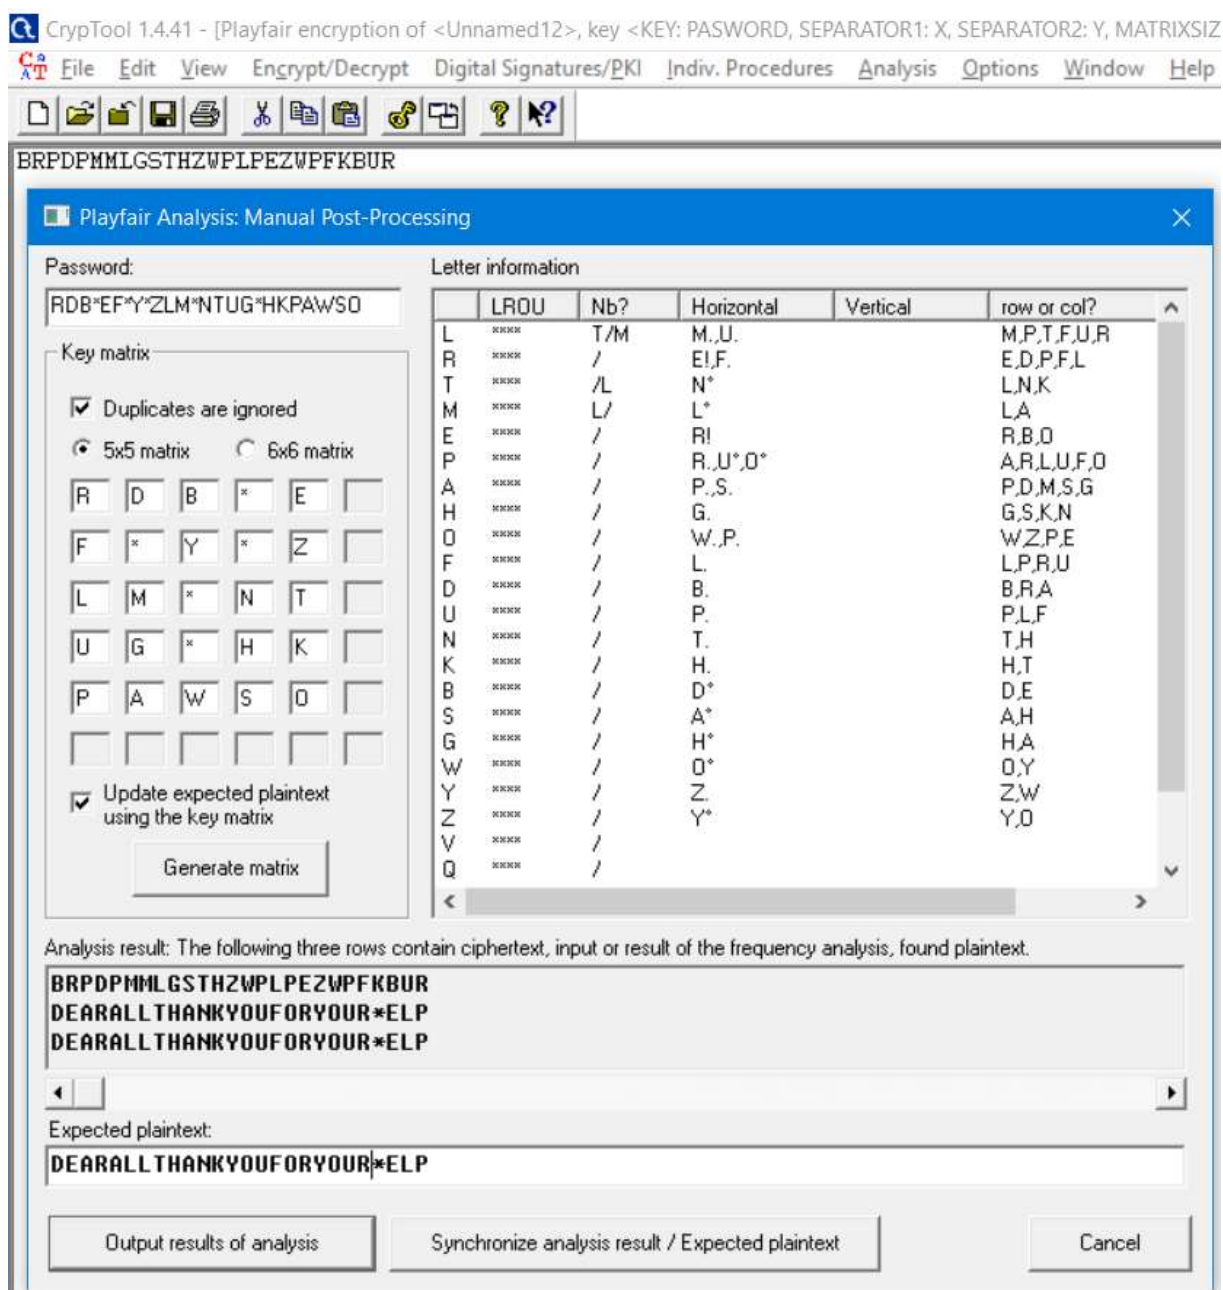 CrypTool 1.4.41 - [Playfair encryption of <Unnamed12>, key <KEY: PASWORD, SEPARATOR1: X, SEPARATOR2: Y, MATRIXSIZ
File Edit View Encrypt/Decrypt Digital Signatures/PKI Indiv. Procedures Analysis Options Window Help
BRPDPMMLGSTHZWPLPEZWPFKBUR
Playfair Analysis: Manual Post-Processing
Password:
RDB*EF*Y*ZLM*NTUG*HKPAWSO
Key matrix
Duplicates are ignored
5x5 matrix 6x6 matrix
R D B * E
F * Y * Z
L M * N T
U G * H K
P A W S O
Update expected plaintext
using the key matrix
Generate matrix
Letter information
LROU Nb? Horizontal Vertical row or col?
L **** T/M M.,U. M,P,T,F,U,R
R **** / E!,F. E,D,P,F,L
T **** /L N* L,N,K
M **** L/ L* L,A
E **** / R! R,B,O
P **** / R.,U*,O* A,R,L,U,F,O
A **** / P.,S. P,D,M,S,G
H **** / G. G,S,K,N
O **** / W.,P. W,Z,P,E
F **** / L. L,P,R,U
D **** / B. B,R,A
U **** / P. P,L,F
N **** / T. T,H
K **** / H. H,T
B **** / D* D,E
S **** / A* A,H
G **** / H* H,A
W **** / O* O,Y
Y **** / Z. Z,W
Z **** / Y* Y,O
V **** /
Q **** /
Analysis result: The following three rows contain ciphertext, input or result of the frequency analysis, found plaintext.
BRPDPMMLGSTHZWPLPEZWPFKBUR
DEARALLTHANKYOUFORYOUR*ELP
DEARALLTHANKYOUFORYOUR*ELP
Expected plaintext:
DEARALLTHANKYOUFORYOUR*ELP
Output results of analysis Synchronize analysis result / Expected plaintext Cancel